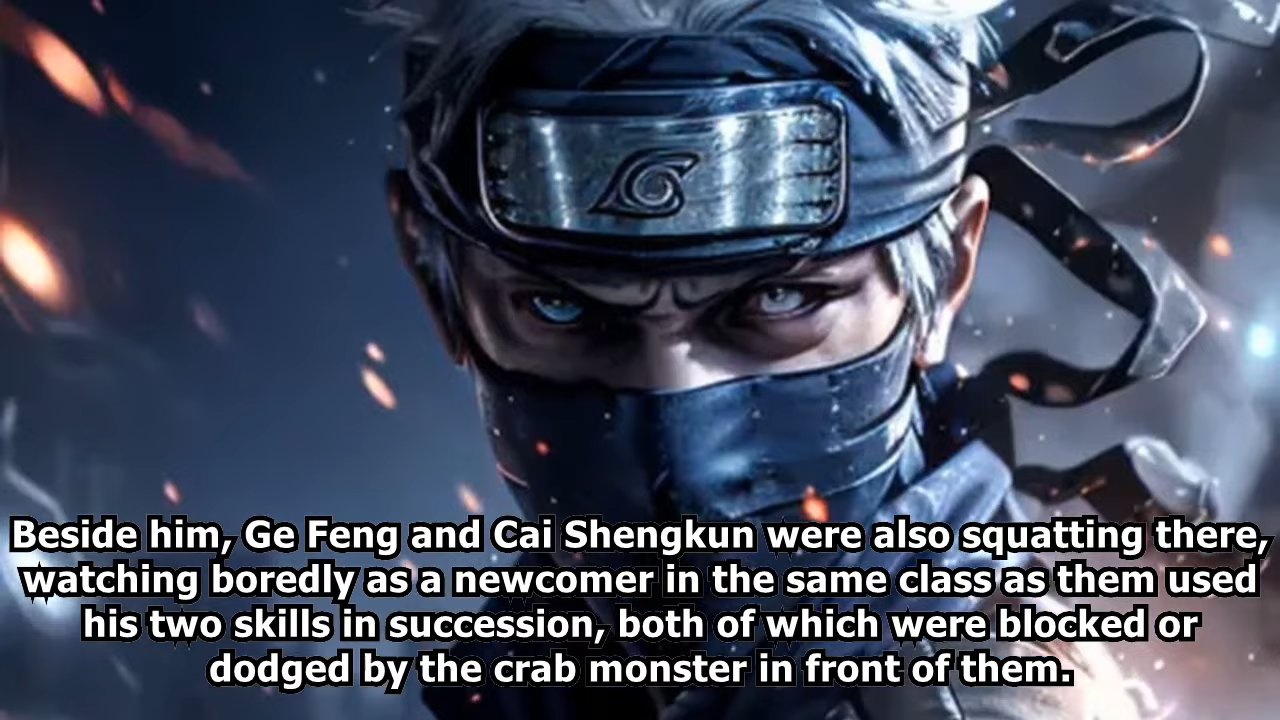 Beside him, Ge Feng and Cai Shengkun were also squatting there,
watching boredly as a newcomer in the same class as them used
his two skills in succession, both of which were blocked or
dodged by the crab monster in front of them.